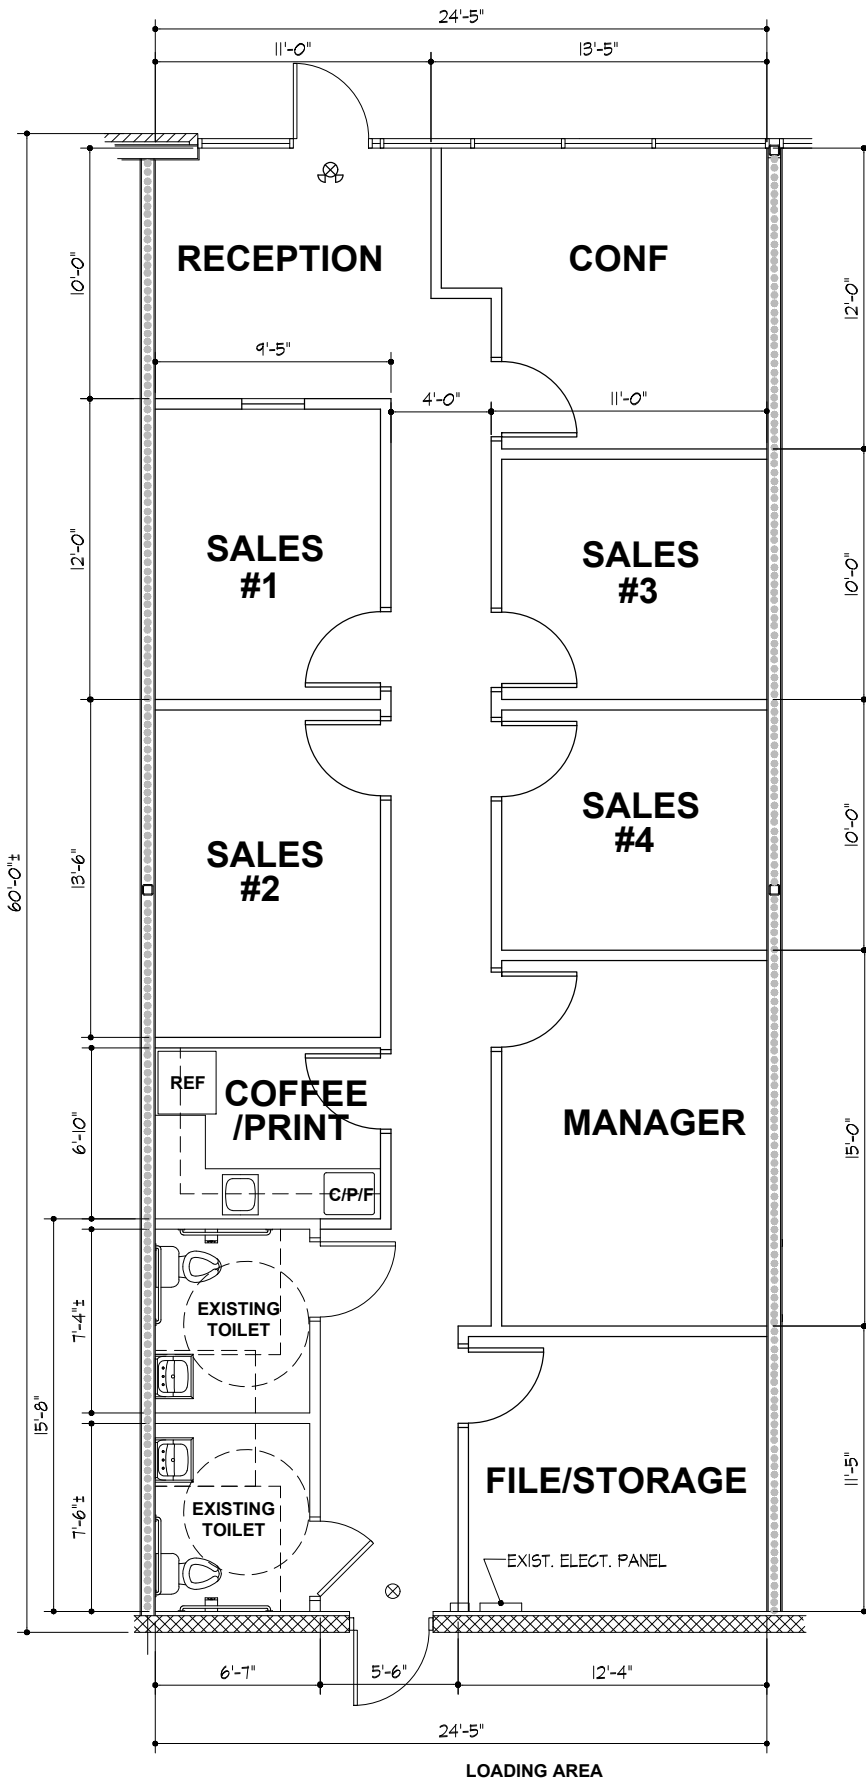 24'-5"
11'-0"
13'-5"
RECEPTION
CONF
10'-0"
12'-0"
9'-5"
4'-0"
11'-0"
12'-0"
SALES
#1
SALES
#3
10'-0"
60'-0"±
13'-6"
SALES
#2
SALES
#4
10'-0"
REF
COFFEE
/PRINT
6'-10"
C/P/F
MANAGER
15'-0"
EXISTING
TOILET
7'-4"±
15'-8"
7'-6"±
EXISTING
TOILET
FILE/STORAGE
11'-5"
EXIST. ELECT. PANEL
6'-7"
5'-6"
12'-4"
24'-5"
LOADING AREA